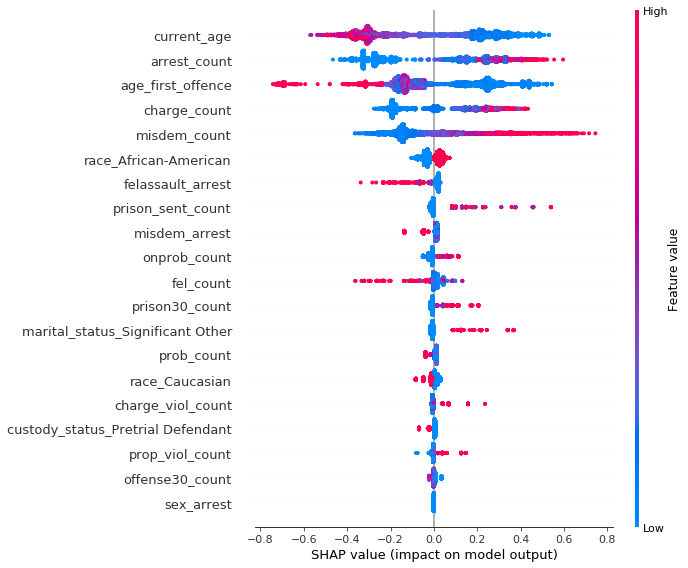 High
current_age
arrest_count
age_first_offence
charge_count
misdem_count
race_African-American
felassault_arrest
prison_sent_count
misdem_arrest
onprob_count
fel_count
prison30_count
marital_status_Significant Other
prob_count
race_Caucasian
charge_viol_count
custody_status_Pretrial Defendant
prop_viol_count
offense30_count
sex_arrest
Feature value
Low
−0.8 −0.6 −0.4 −0.2 0.0 0.2 0.4 0.6 0.8
SHAP value (impact on model output)